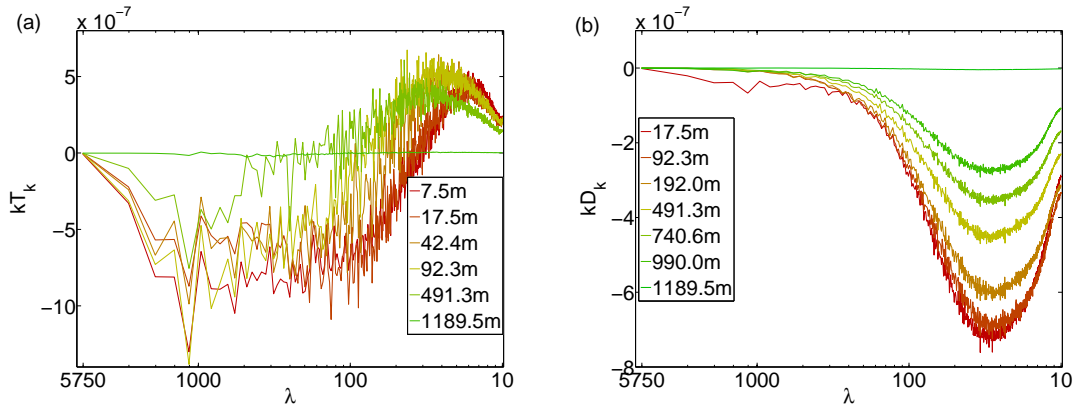 (a)
x 10⁻⁷
5
0
−5
−10
kT_k
5750
1000
100
10
λ
7.5m
17.5m
42.4m
92.3m
491.3m
1189.5m
(b)
x 10⁻⁷
0
−2
−4
−6
−8
kD_k
5750
1000
100
10
λ
17.5m
92.3m
192.0m
491.3m
740.6m
990.0m
1189.5m